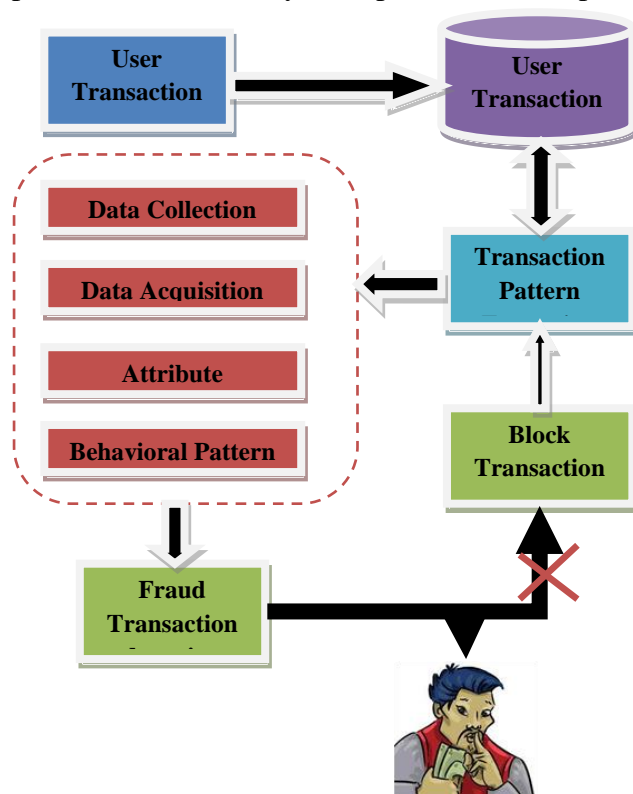 User
Transaction
User
Transaction
Data Collection
Data Acquisition
Attribute
Behavioral Pattern
Transaction
Pattern
Block
Transaction
Fraud
Transaction